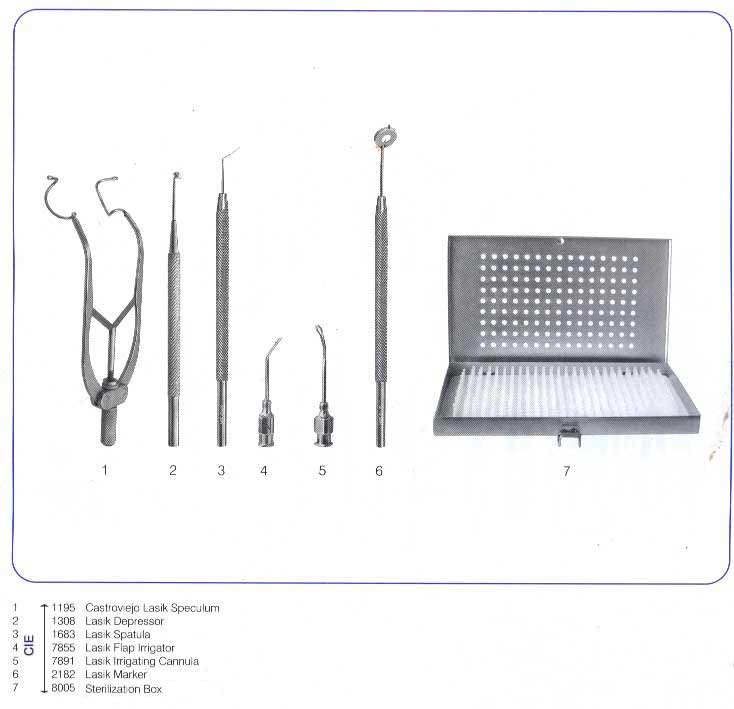 1 2 3 4 5 6 7
1 1195 Castroviejo Lasik Speculum
2 1308 Lasik Depressor
3 1683 Lasik Spatula
4 7855 Lasik Flap Irrigator
5 7891 Lasik Irrigating Cannula
6 2182 Lasik Marker
7 8005 Sterilization Box
CIE